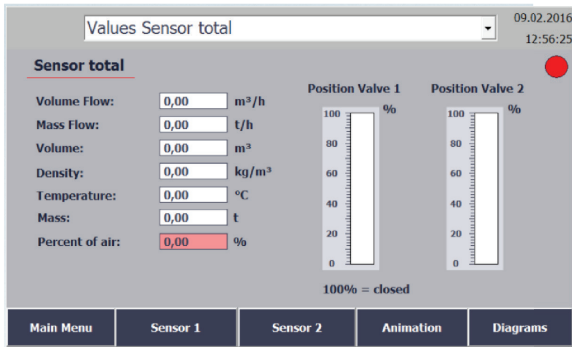 Values Sensor total
09.02.2016
12:56:25
Sensor total
Volume Flow: 0,00 m³/h
Mass Flow: 0,00 t/h
Volume: 0,00 m³
Density: 0,00 kg/m³
Temperature: 0,00 °C
Mass: 0,00 t
Percent of air: 0,00 %
Position Valve 1
%
100
80
60
40
20
0
Position Valve 2
%
100
80
60
40
20
0
100% = closed
Main Menu Sensor 1 Sensor 2 Animation Diagrams